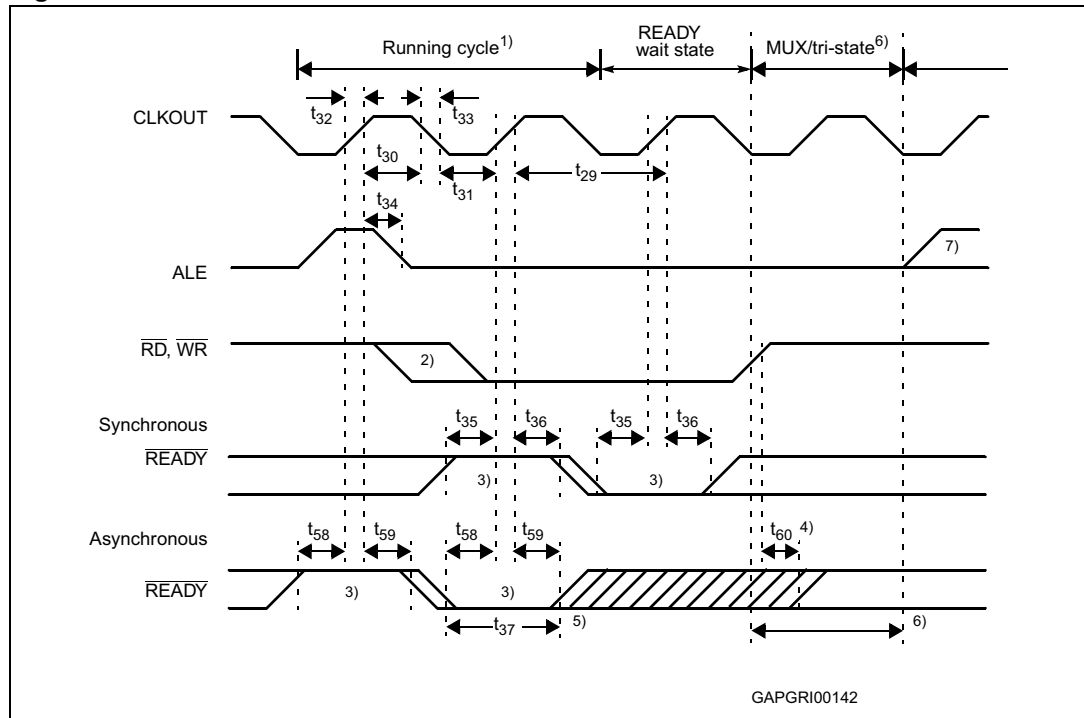 Running cycle1)
READY
wait state
MUX/tri-state6)
CLKOUT
t32
t33
t30
t31
t29
t34
ALE
7)
RD, WR
2)
Synchronous
READY
t35
t36
t35
t36
3)
3)
Asynchronous
READY
t58
t59
t58
t59
t60 4)
3)
3)
t37
5)
6)
GAPGRI00142